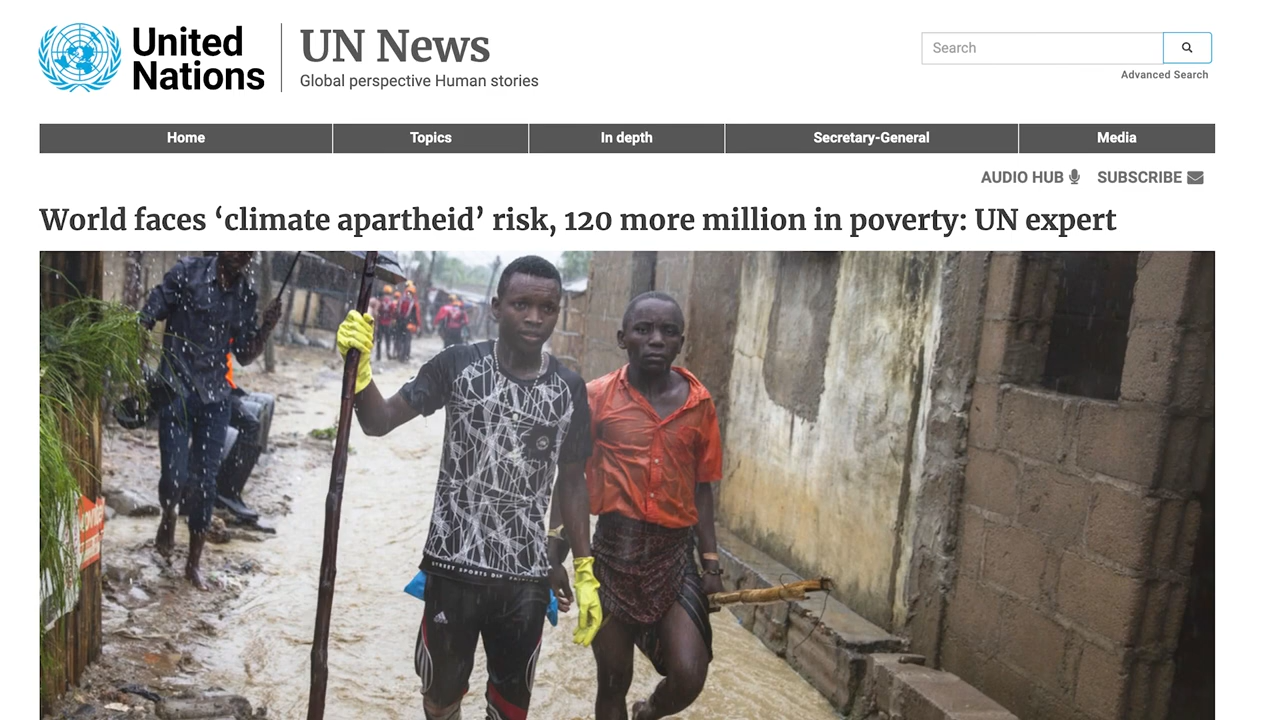 United
Nations
UN News
Global perspective Human stories
Search
Advanced Search
Home
Topics
In depth
Secretary-General
Media
AUDIO HUB
SUBSCRIBE
World faces ‘climate apartheid’ risk, 120 more million in poverty: UN expert